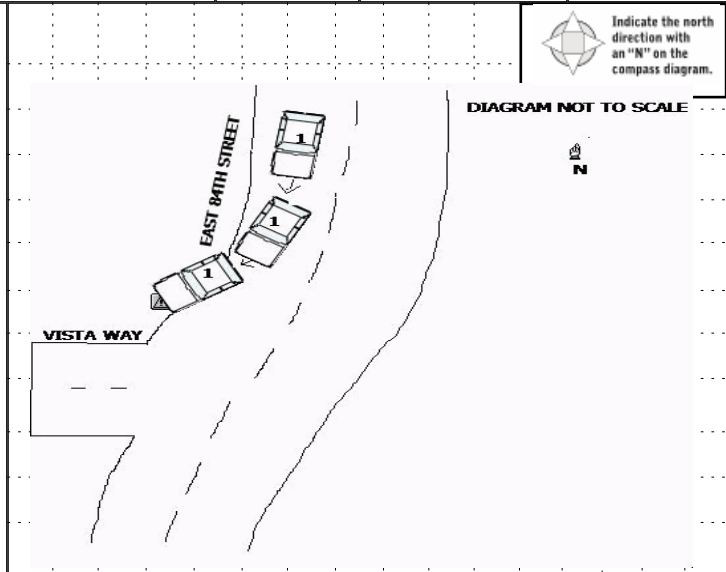 Indicate the north
direction with
an “N” on the
compass diagram.
DIAGRAM NOT TO SCALE
N
EAST 84TH STREET
1
1
1
VISTA WAY